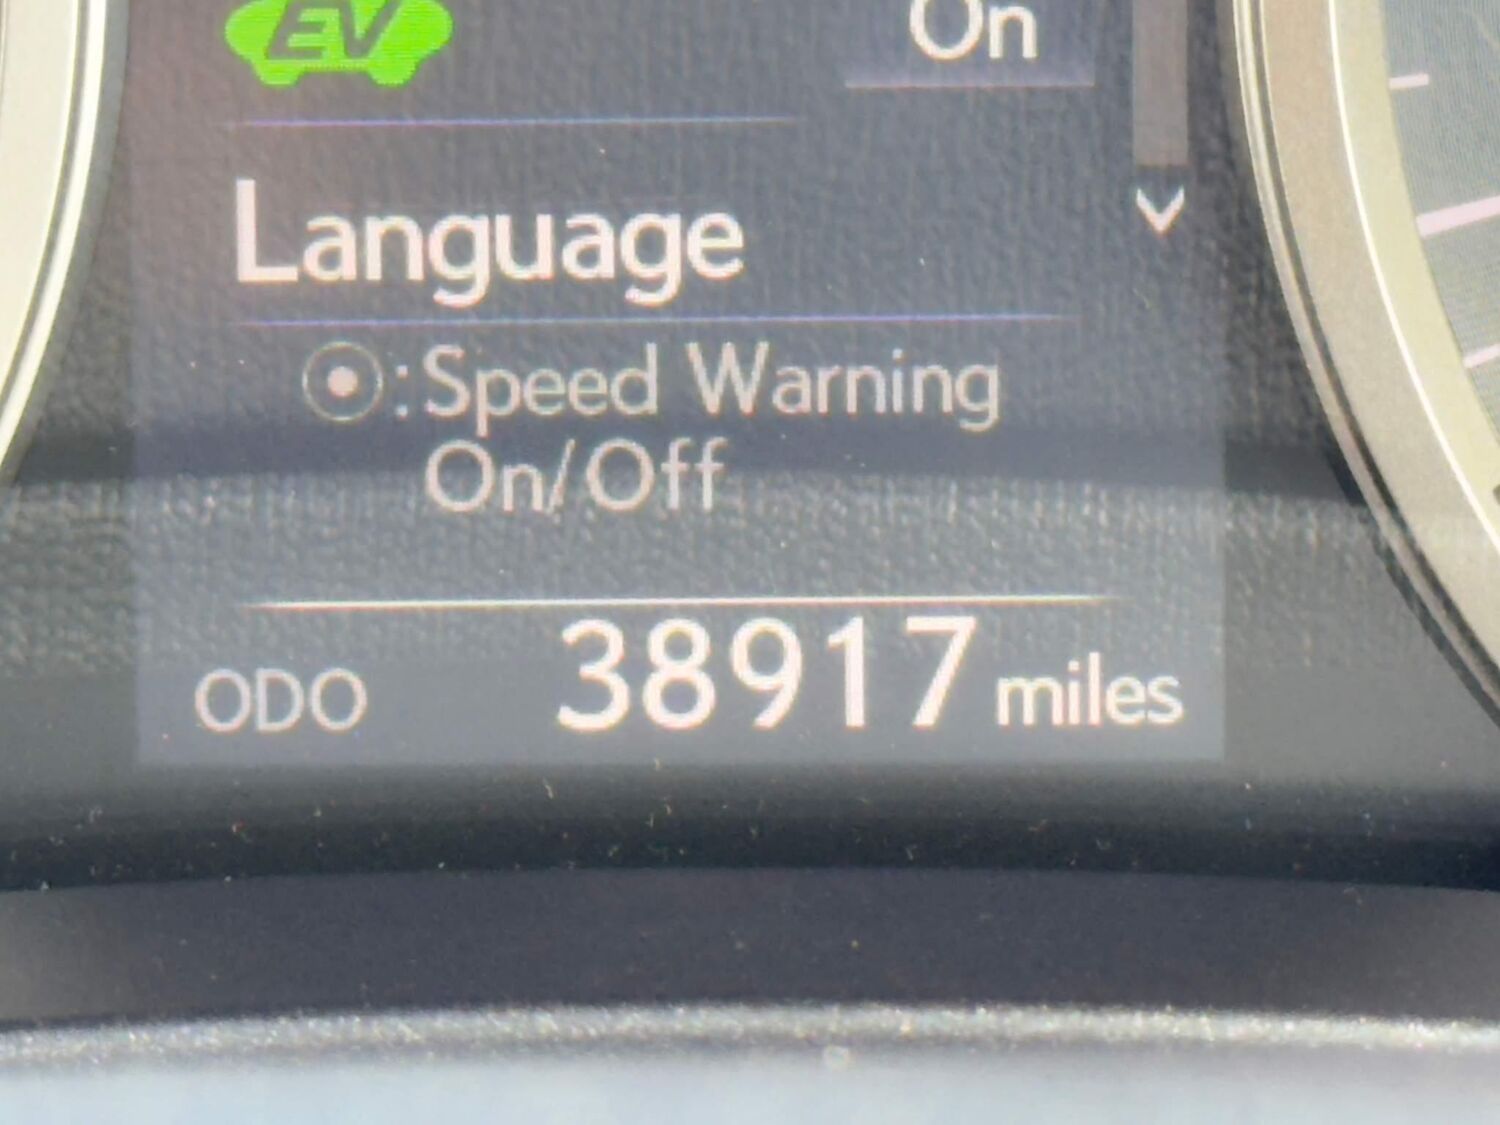 EV
On
Language
: Speed Warning
On/Off
ODO 38917 miles